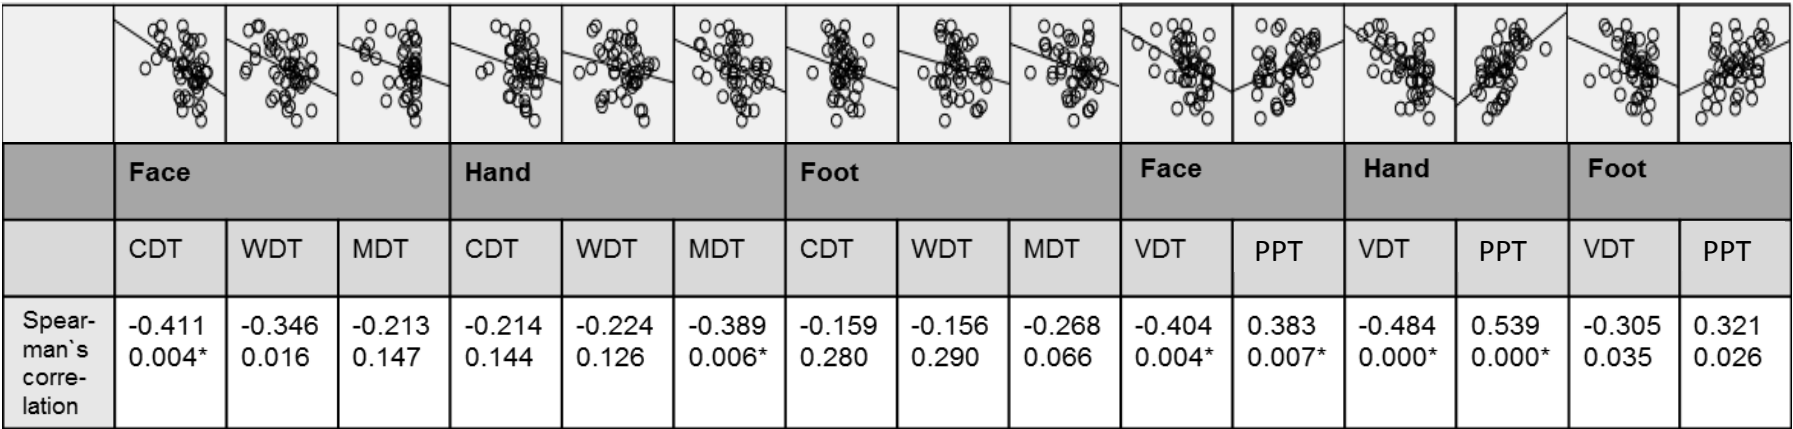 Face Hand Foot Face Hand Foot
CDT WDT MDT CDT WDT MDT CDT WDT MDT VDT PPT VDT PPT VDT PPT
Spear- -0.411 -0.346 -0.213 -0.214 -0.224 -0.389 -0.159 -0.156 -0.268 -0.404 0.383 -0.484 0.539 -0.305 0.321
man`s 0.004* 0.016 0.147 0.144 0.126 0.006* 0.280 0.290 0.066 0.004* 0.007* 0.000* 0.000* 0.035 0.026
corre-
lation